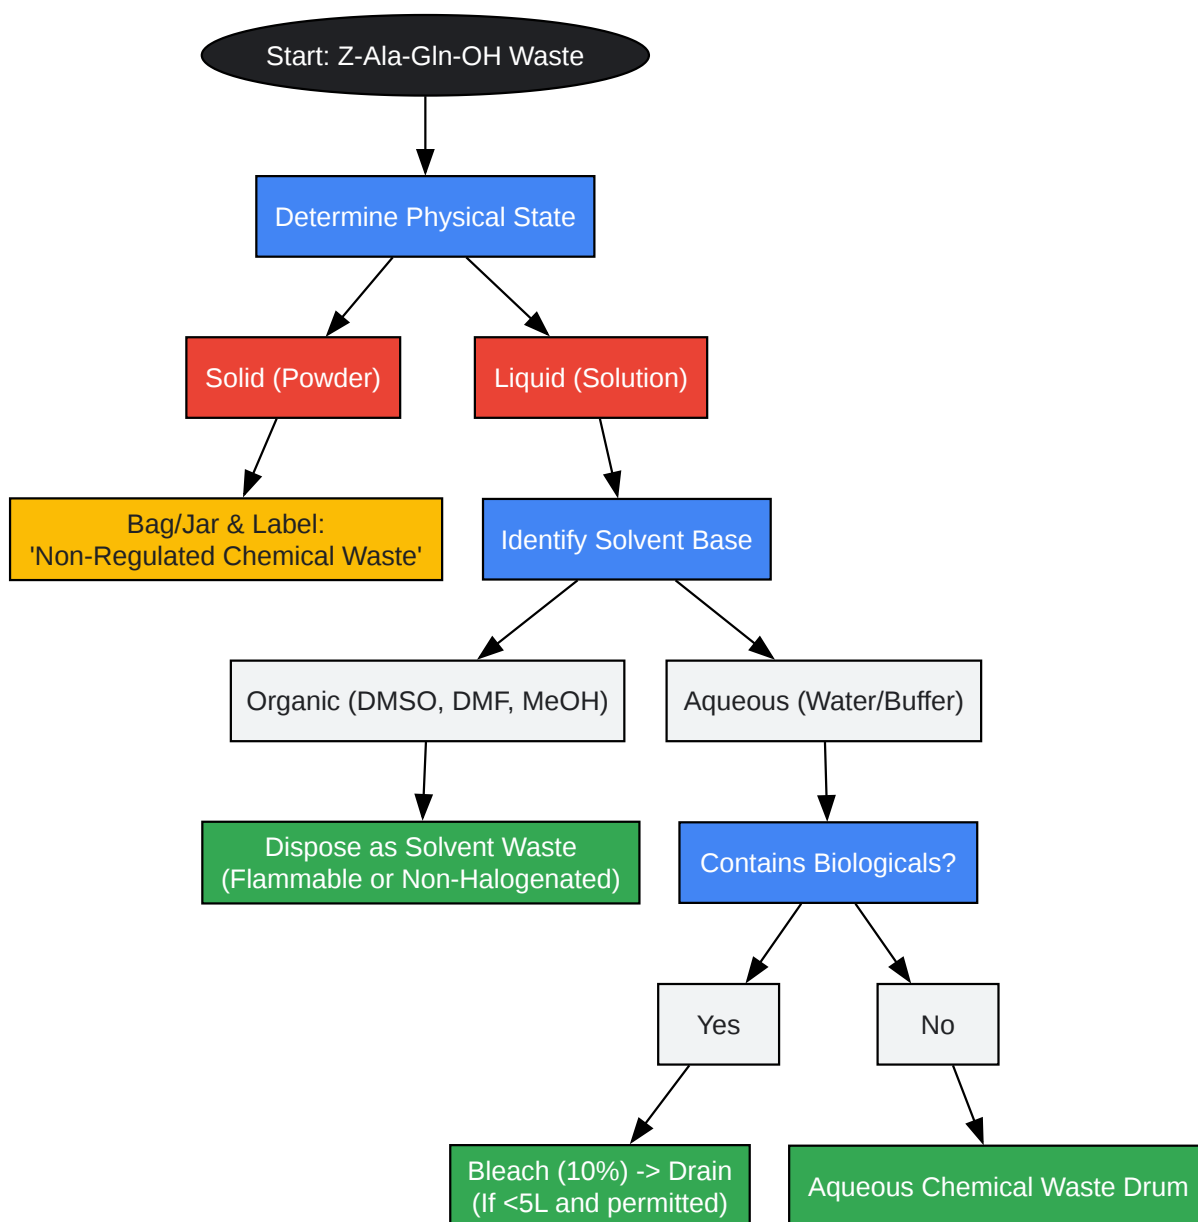 Start: Z-Ala-Gln-OH Waste
Determine Physical State
Solid (Powder)
Liquid (Solution)
Bag/Jar & Label:
'Non-Regulated Chemical Waste'
Identify Solvent Base
Organic (DMSO, DMF, MeOH)
Aqueous (Water/Buffer)
Dispose as Solvent Waste
(Flammable or Non-Halogenated)
Contains Biologicals?
Yes
No
Bleach (10%) -> Drain
(If <5L and permitted)
Aqueous Chemical Waste Drum